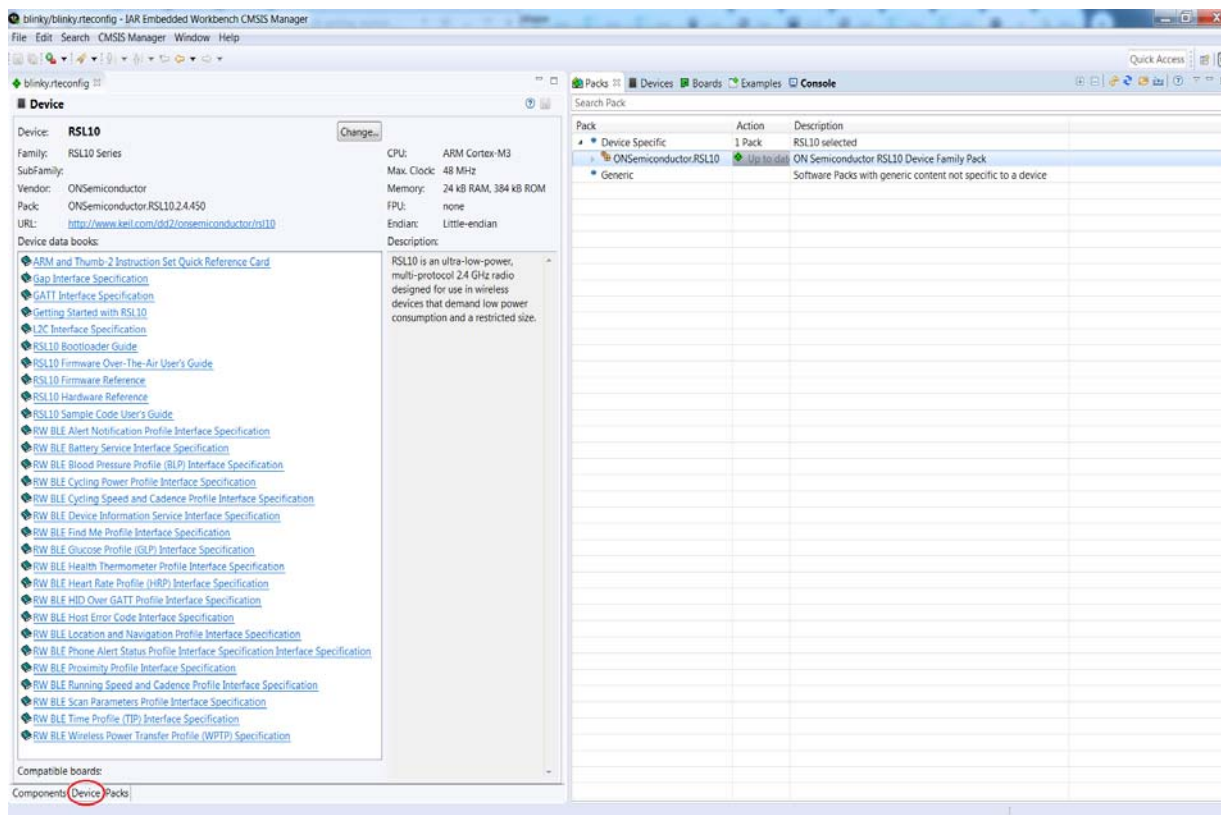 blinky/blinky.rteconfig - IAR Embedded Workbench CMSIS Manager
File Edit Search CMSIS Manager Window Help
Quick Access
blinky.rteconfig
Device
Device: RSL10 Change...
Family: RSL10 Series
SubFamily:
Vendor: ONSemiconductor
Pack: ONSemiconductor.RSL10.2.4.450
URL: http://www.keil.com/dd2/onsemiconductor/rsl10
CPU: ARM Cortex-M3
Max. Clock: 48 MHz
Memory: 24 kB RAM, 384 kB ROM
FPU: none
Endian: Little-endian
Device data books:
ARM and Thumb-2 Instruction Set Quick Reference Card
Gap Interface Specification
GATT Interface Specification
Getting Started with RSL10
L2C Interface Specification
RSL10 Bootloader Guide
RSL10 Firmware Over-The-Air User's Guide
RSL10 Firmware Reference
RSL10 Hardware Reference
RSL10 Sample Code User's Guide
RW BLE Alert Notification Profile Interface Specification
RW BLE Battery Service Interface Specification
RW BLE Blood Pressure Profile (BLP) Interface Specification
RW BLE Cycling Power Profile Interface Specification
RW BLE Cycling Speed and Cadence Profile Interface Specification
RW BLE Device Information Service Interface Specification
RW BLE Find Me Profile Interface Specification
RW BLE Glucose Profile (GLP) Interface Specification
RW BLE Health Thermometer Profile Interface Specification
RW BLE Heart Rate Profile (HRP) Interface Specification
RW BLE HID Over GATT Profile Interface Specification
RW BLE Host Error Code Interface Specification
RW BLE Location and Navigation Profile Interface Specification
RW BLE Phone Alert Status Profile Interface Specification Interface Specification
RW BLE Proximity Profile Interface Specification
RW BLE Running Speed and Cadence Profile Interface Specification
RW BLE Scan Parameters Profile Interface Specification
RW BLE Time Profile (TIP) Interface Specification
RW BLE Wireless Power Transfer Profile (WPTP) Specification
Description:
RSL10 is an ultra-low-power,
multi-protocol 2.4 GHz radio
designed for use in wireless
devices that demand low power
consumption and a restricted size.
Compatible boards:
Components Device Packs
Packs Devices Boards Examples Console
Search Pack
Pack Action Description
Device Specific 1 Pack RSL10 selected
ONSemiconductor.RSL10 Up to dat ON Semiconductor RSL10 Device Family Pack
Generic Software Packs with generic content not specific to a device